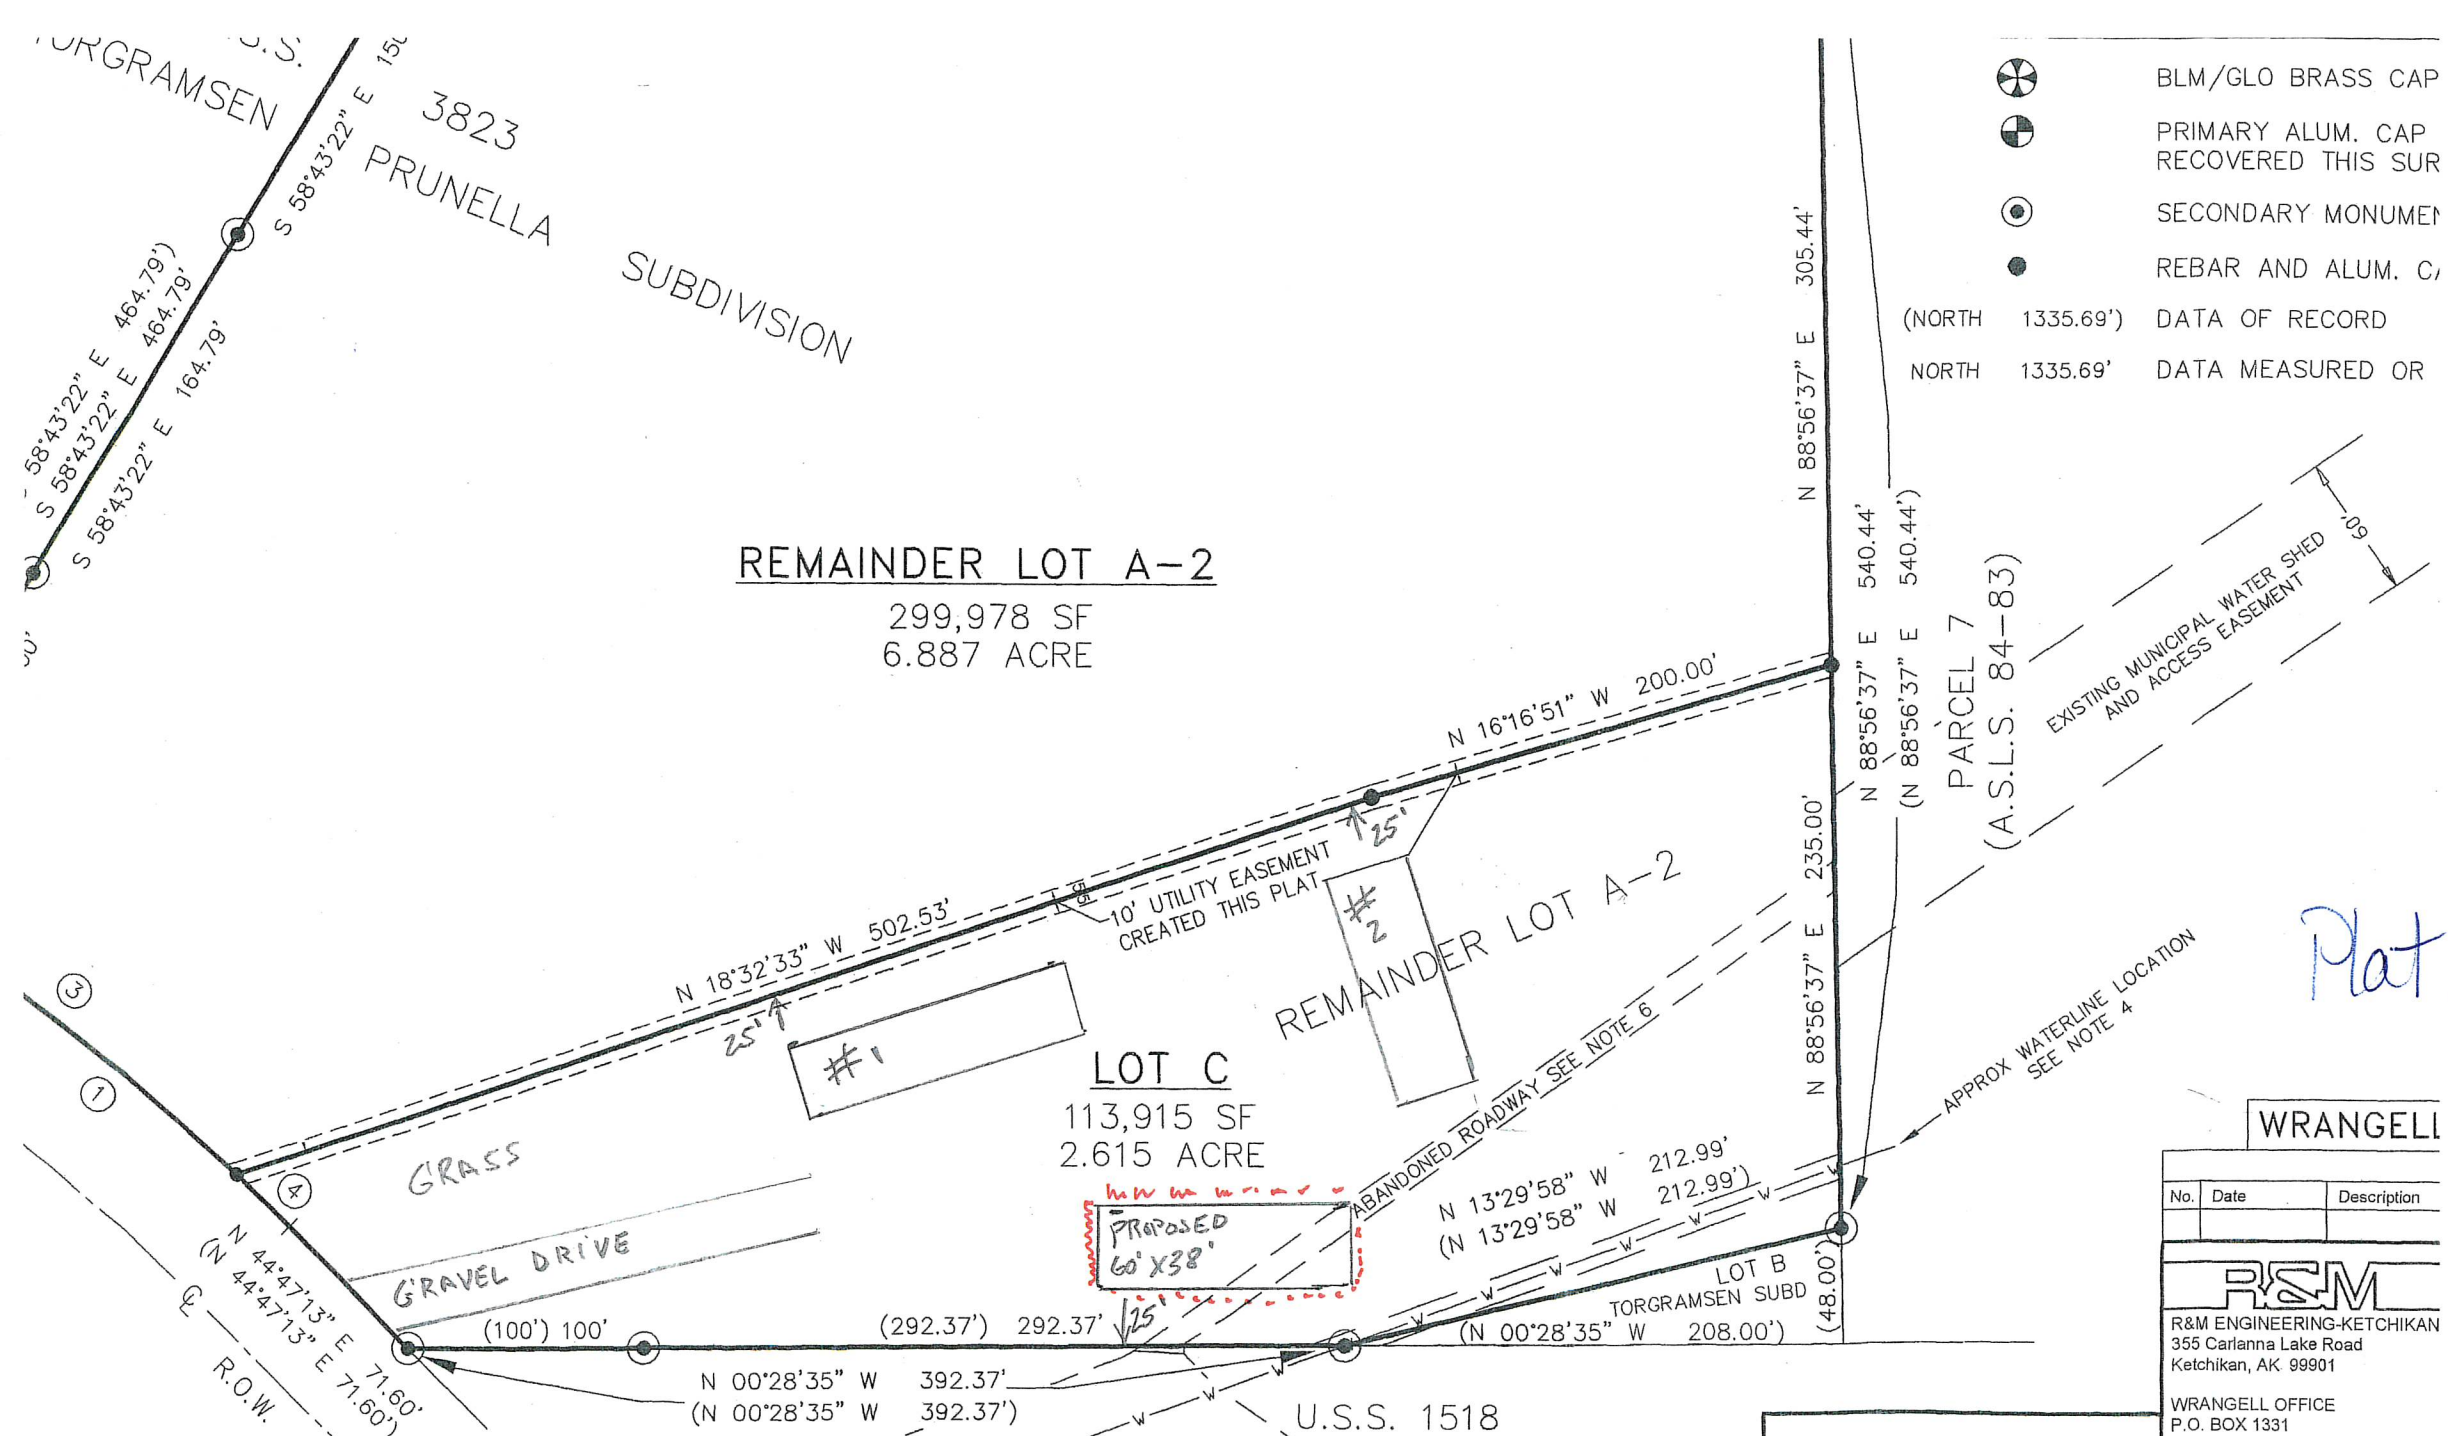 TORGRAMSEN
3823
PRUNELLA
SUBDIVISION
S 58°43'22" E
464.79')
S 58°43'22" E 464.79'
S 58°43'22" E 164.79'
BLM/GLO BRASS CAP
PRIMARY ALUM. CAP
RECOVERED THIS SUR
SECONDARY MONUMEN
REBAR AND ALUM.
(NORTH 1335.69') DATA OF RECORD
NORTH 1335.69' DATA MEASURED OR
N 88°56'37" E 305.44'
N 88°56'37" E 540.44'
(N 88°56'37" E 540.44')
PARCEL 7
(A.S.L.S. 84-83)
60'
EXISTING MUNICIPAL WATER SHED
AND ACCESS EASEMENT
REMAINDER LOT A-2
299,978 SF
6.887 ACRE
N 16°16'51" W 200.00'
25'
10' UTILITY EASEMENT
CREATED THIS PLAT
5
5
N 18°32'33" W 502.53'
25'
#1
#
2
REMAINDER LOT A-2
N 88°56'37" E 235.00'
Plat
LOT C
113,915 SF
2.615 ACRE
ABANDONED ROADWAY SEE NOTE 6
APPROX WATERLINE LOCATION
SEE NOTE 4
3
1
4
GRASS
GRAVEL DRIVE
PROPOSED
60' X 38'
25'
N 13°29'58" W 212.99'
(N 13°29'58" W 212.99')
W W W W W W W W
LOT B
TORGRAMSEN SUBD
(N 00°28'35" W 208.00')
(48.00')
N 44°47'13" E 71.60'
(N 44°47'13" E 71.60')
R.O.W.
(100') 100'
(292.37') 292.37'
N 00°28'35" W 392.37'
(N 00°28'35" W 392.37')
U.S.S. 1518
WRANGELL
No. Date Description
R&M
R&M ENGINEERING-KETCHIKAN
355 Carlanna Lake Road
Ketchikan, AK 99901
WRANGELL OFFICE
P.O. BOX 1331